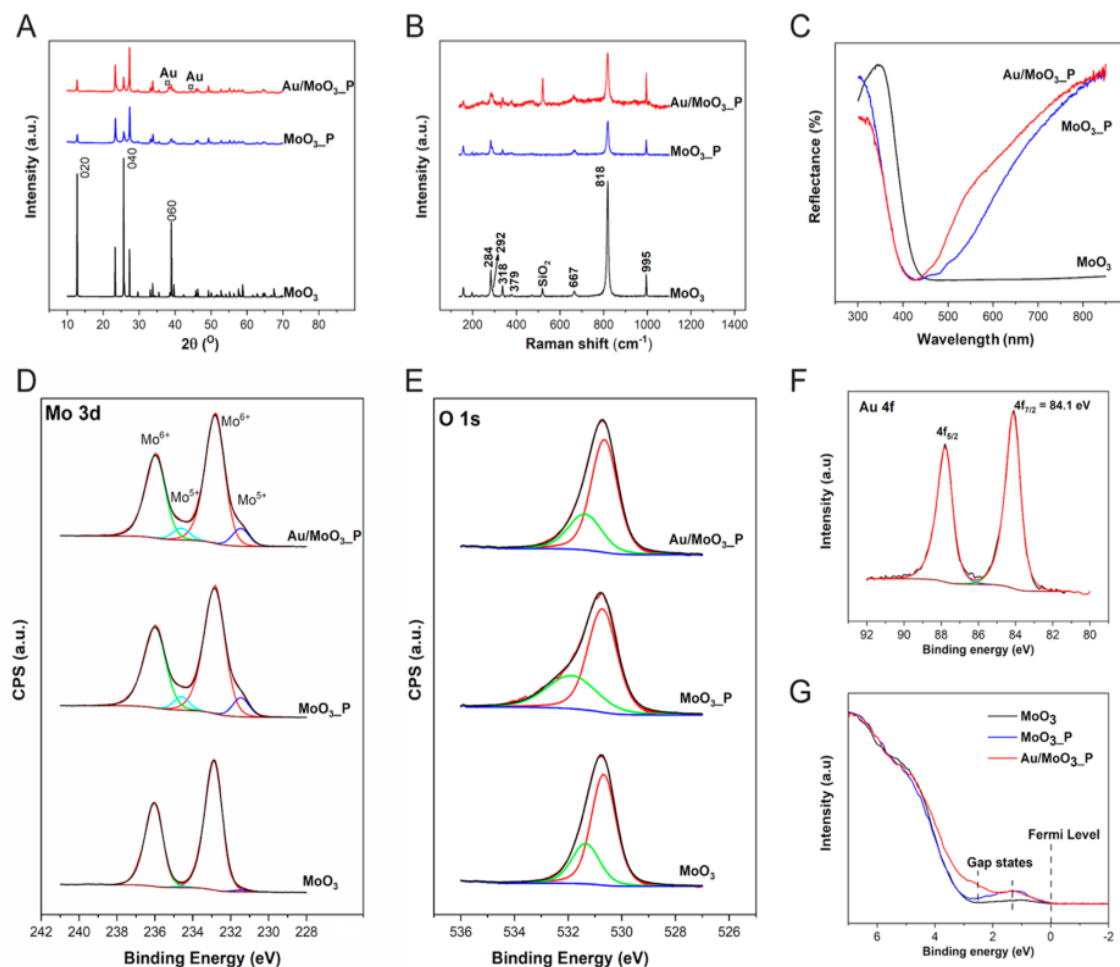 A
Intensity (a.u.)
Au
Au
Au/MoO₃_P
MoO₃_P
020
040
060
MoO₃
10 20 30 40 50 60 70 80 90
2θ (O)
B
Intensity (a.u.)
Au/MoO₃_P
MoO₃_P
284
292
318
379
SiO₂
667
818
995
MoO₃
200 400 600 800 1000 1200 1400
Raman shift (cm⁻¹)
C
Reflectance (%)
Au/MoO₃_P
MoO₃_P
MoO₃
300 400 500 600 700 800
Wavelength (nm)
D
Mo 3d
CPS (a.u.)
Mo⁶⁺
Mo⁶⁺
Mo⁵⁺
Mo⁵⁺
Au/MoO₃_P
MoO₃_P
MoO₃
242 240 238 236 234 232 230 228
Binding Energy (eV)
E
O 1s
CPS (a.u.)
Au/MoO₃_P
MoO₃_P
MoO₃
536 534 532 530 528 526
Binding Energy (eV)
F
Au 4f
Intensity (a.u)
4f₅/₂
4f₇/₂ = 84.1 eV
92 90 88 86 84 82 80
Binding energy (eV)
G
Intensity (a.u)
MoO₃
MoO₃_P
Au/MoO₃_P
Fermi Level
Gap states
6 4 2 0 -2
Binding energy (eV)